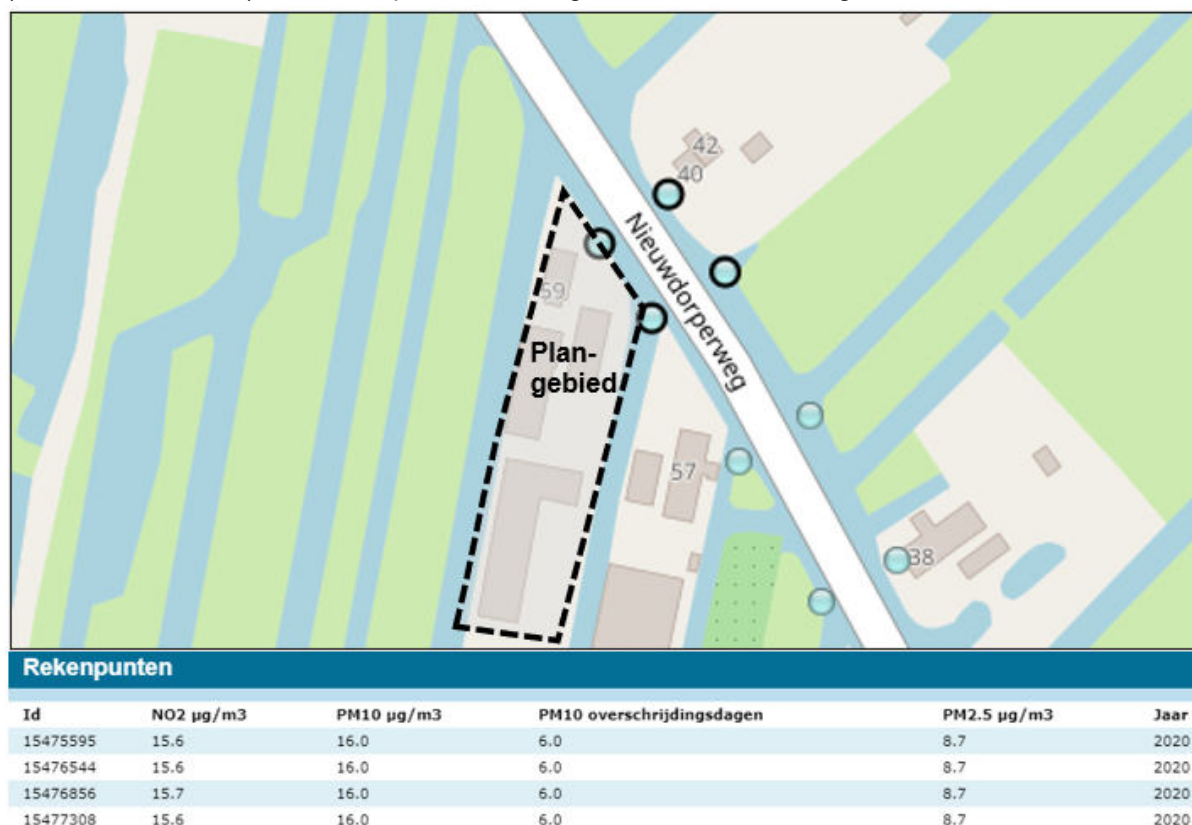 42
40
Nieuwdorperweg
59
Plan-
gebied
57
38
Rekenpunten
Id NO2 µg/m3 PM10 µg/m3 PM10 overschrijdingsdagen PM2.5 µg/m3 Jaar
15475595 15.6 16.0 6.0 8.7 2020
15476544 15.6 16.0 6.0 8.7 2020
15476856 15.7 16.0 6.0 8.7 2020
15477308 15.6 16.0 6.0 8.7 2020